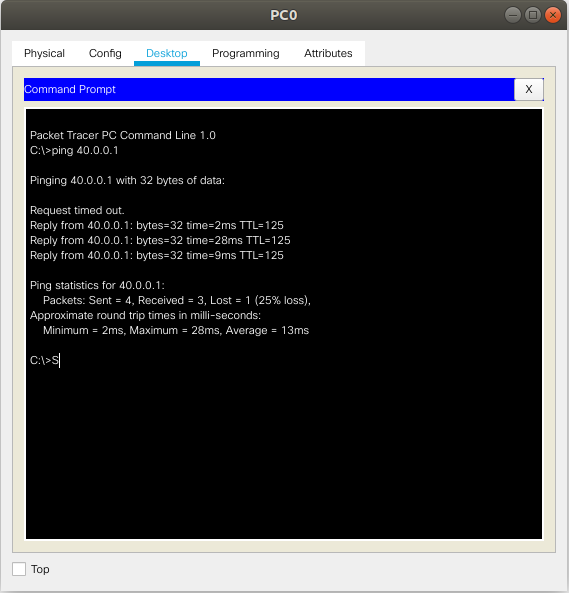 PC0
Physical Config Desktop Programming Attributes
Command Prompt X
Packet Tracer PC Command Line 1.0
C:\>ping 40.0.0.1
Pinging 40.0.0.1 with 32 bytes of data:
Request timed out.
Reply from 40.0.0.1: bytes=32 time=2ms TTL=125
Reply from 40.0.0.1: bytes=32 time=28ms TTL=125
Reply from 40.0.0.1: bytes=32 time=9ms TTL=125
Ping statistics for 40.0.0.1:
Packets: Sent = 4, Received = 3, Lost = 1 (25% loss),
Approximate round trip times in milli-seconds:
Minimum = 2ms, Maximum = 28ms, Average = 13ms
C:\>S
Top